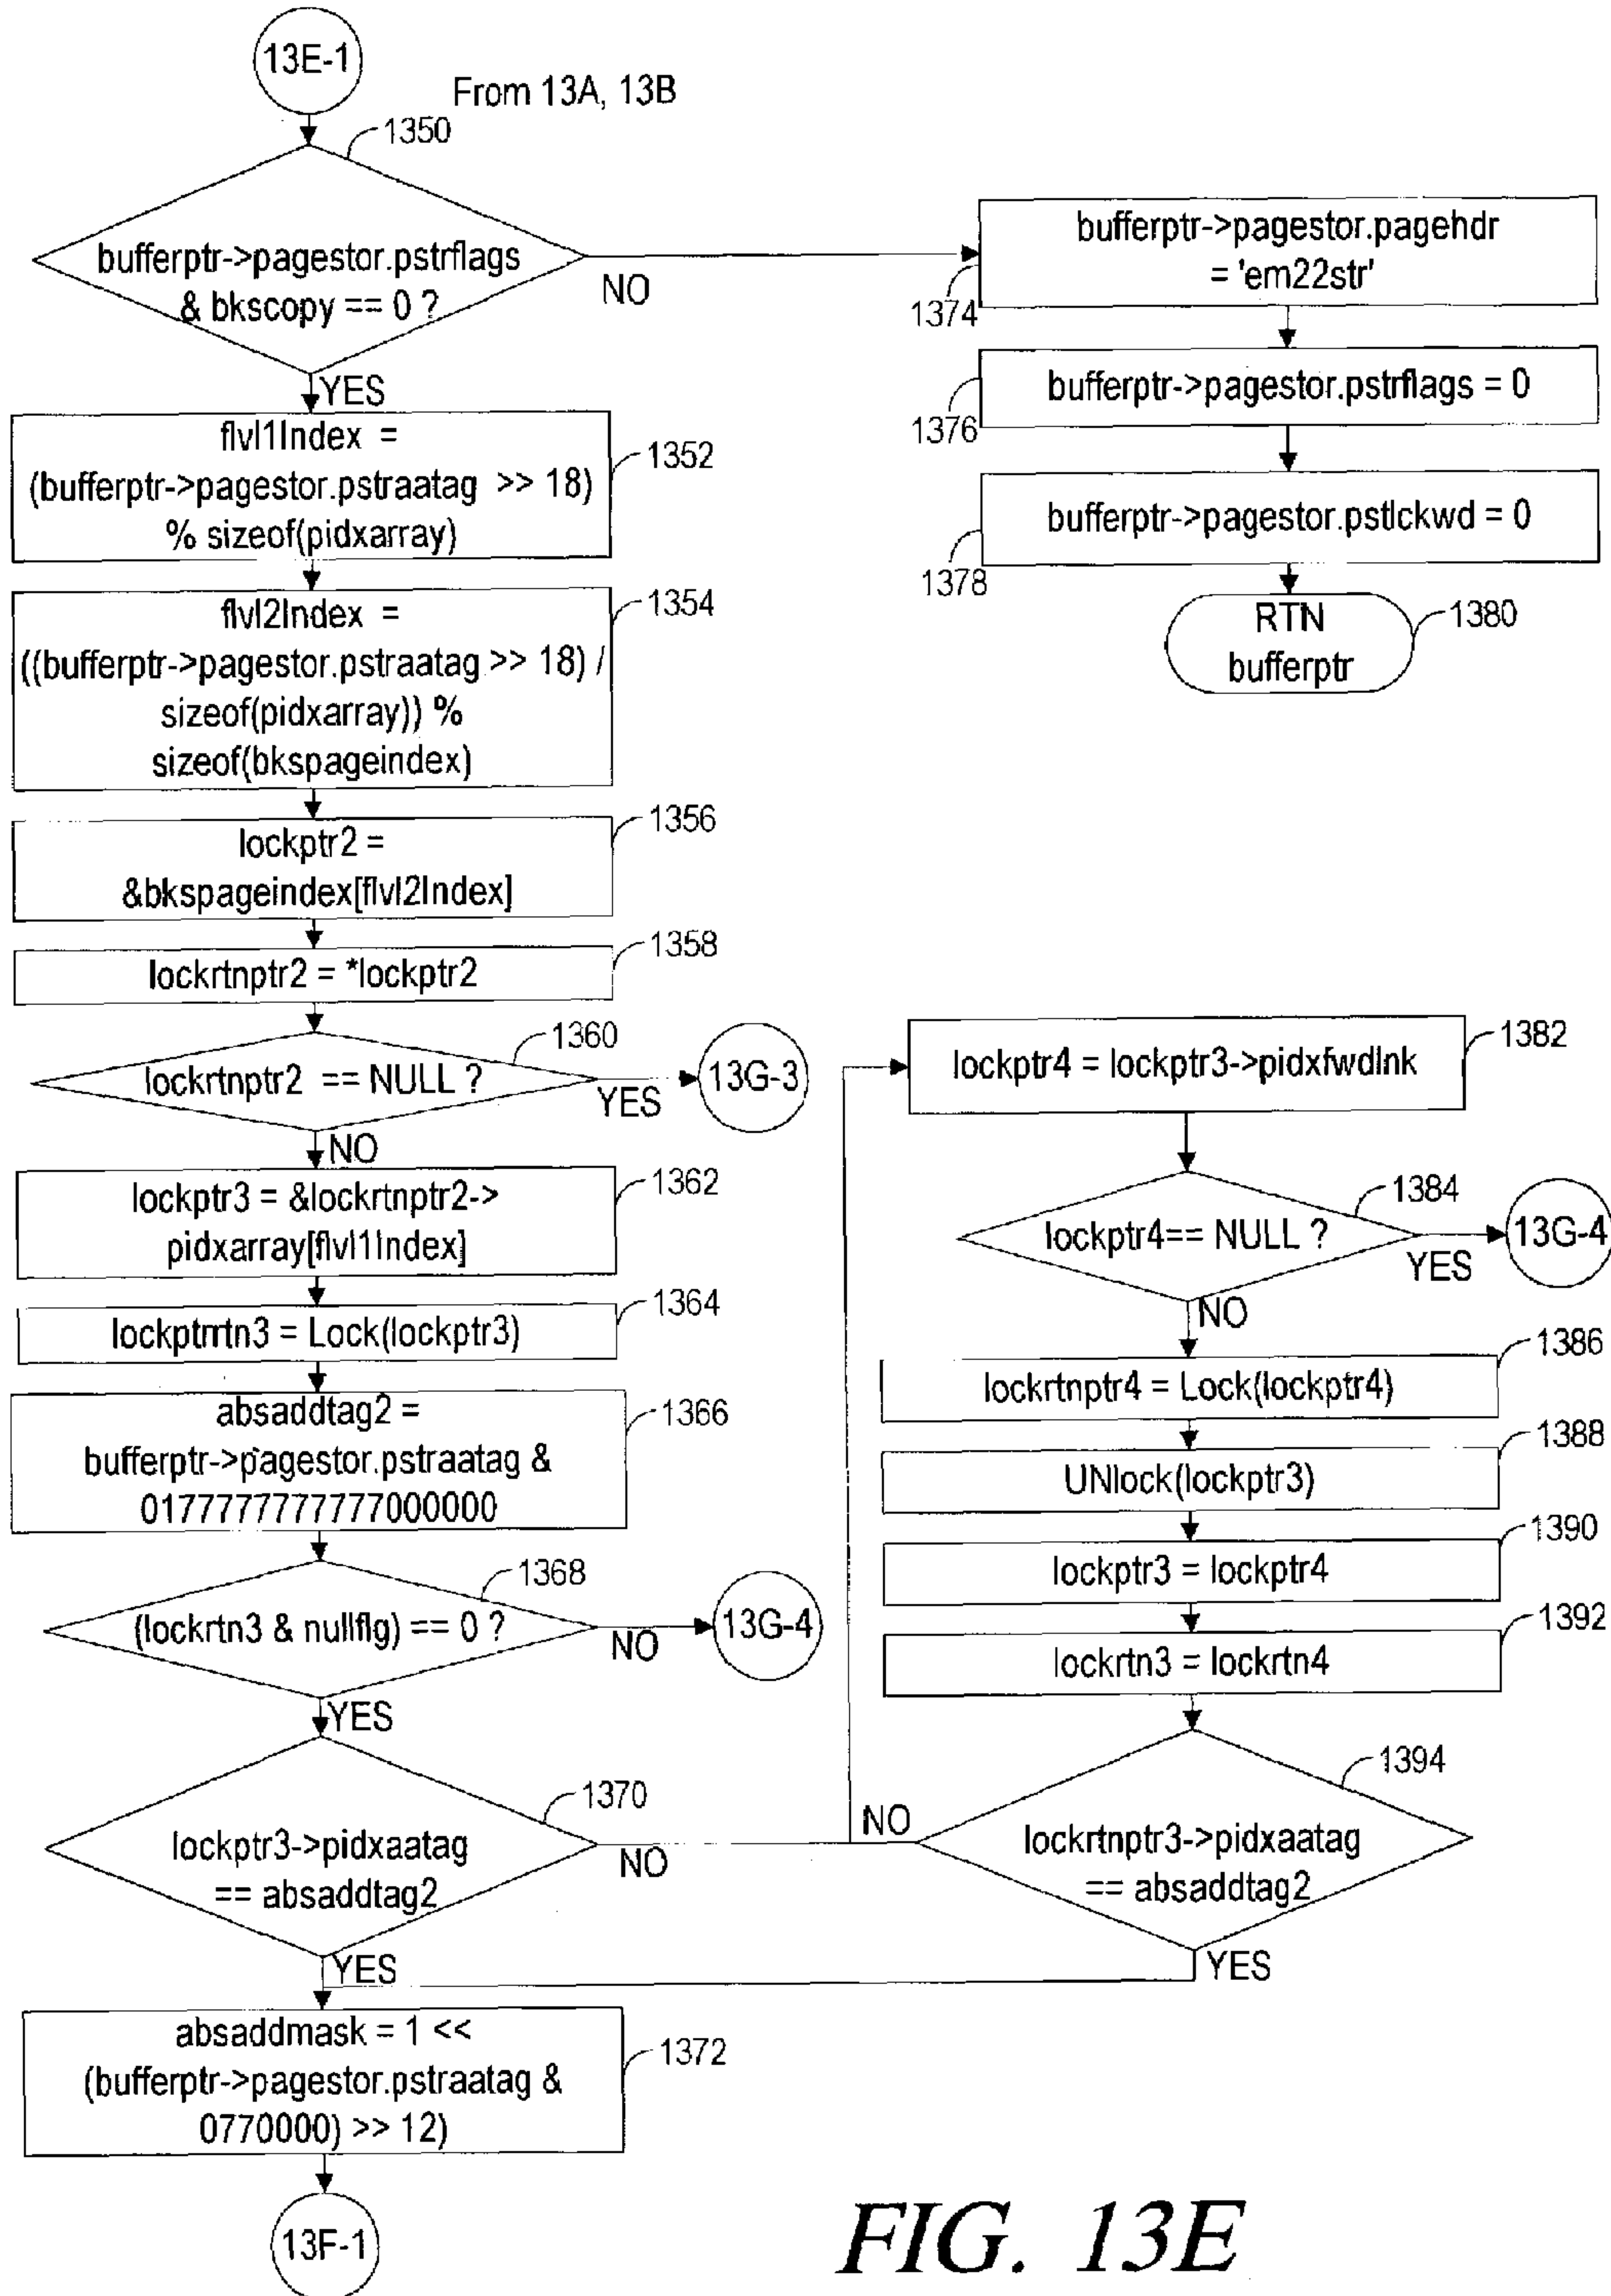 13E-1
From 13A, 13B
1350
bufferptr->pagestor.pstrflags
& bkscopy == 0 ?
NO
YES
bufferptr->pagestor.pagehdr
= 'em22str'
1374
bufferptr->pagestor.pstrflags = 0
1376
bufferptr->pagestor.pstlckwd = 0
1378
RTN
bufferptr
1380
flvl1Index =
(bufferptr->pagestor.pstraatag >> 18)
% sizeof(pidxarray)
1352
flvl2Index =
((bufferptr->pagestor.pstraatag >> 18) /
sizeof(pidxarray)) %
sizeof(bkspageindex)
1354
lockptr2 =
&bkspageindex[flvl2Index]
1356
lockrtnptr2 = *lockptr2
1358
lockrtnptr2 == NULL ?
1360
YES
13G-3
NO
lockptr3 = &lockrtnptr2->
pidxarray[flvl1Index]
1362
lockptrrtn3 = Lock(lockptr3)
1364
absaddtag2 =
bufferptr->pagestor.pstraatag &
0177777777777000000
1366
(lockrtn3 & nullflg) == 0 ?
1368
NO
13G-4
YES
lockptr3->pidxaatag
== absaddtag2
1370
NO
YES
absaddmask = 1 <<
(bufferptr->pagestor.pstraatag &
0770000) >> 12)
1372
13F-1
lockptr4 = lockptr3->pidxfwdlnk
1382
lockptr4== NULL ?
1384
YES
13G-4
NO
lockrtnptr4 = Lock(lockptr4)
1386
UNlock(lockptr3)
1388
lockptr3 = lockptr4
1390
lockrtn3 = lockrtn4
1392
lockrtnptr3->pidxaatag
== absaddtag2
1394
NO
YES
FIG. 13E